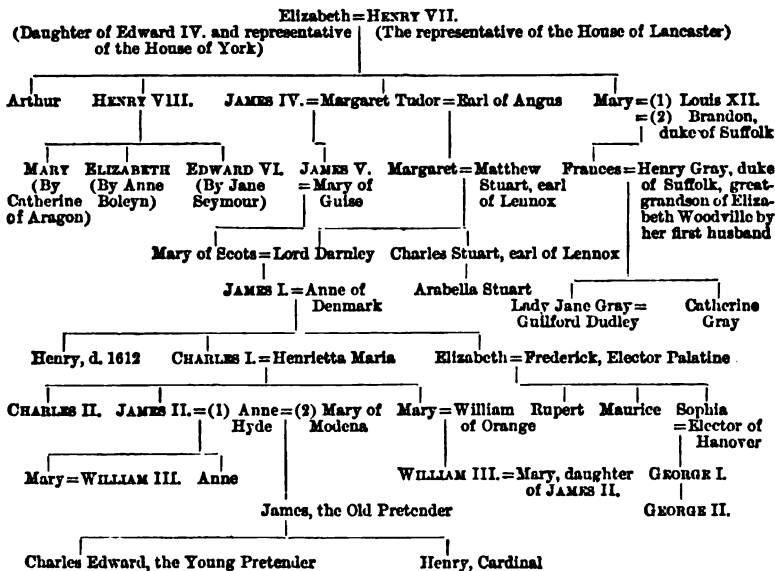 Elizabeth = HENRY VII.
(Daughter of Edward IV. and representative of the House of York) (The representative of the House of Lancaster)
Arthur HENRY VIII. JAMES IV. = Margaret Tudor = Earl of Angus Mary = (1) Louis XII.
= (2) Brandon,
duke of Suffolk
MARY ELIZABETH EDWARD VI. JAMES V. Margaret = Matthew Frances = Henry Gray, duke
(By (By Anne (By Jane = Mary of Stuart, earl of Suffolk, great-
Catherine Boleyn) Seymour) Guise of Lennox grandson of Eliza-
of Aragon) beth Woodville by
her first husband
Mary of Scots = Lord Darnley Charles Stuart, earl of Lennox
JAMES I. = Anne of Arabella Stuart
Denmark Lady Jane Gray = Catherine
Guilford Dudley Gray
Henry, d. 1612 CHARLES I. = Henrietta Maria Elizabeth = Frederick, Elector Palatine
CHARLES II. JAMES II. = (1) Anne = (2) Mary of Mary = William Rupert Maurice Sophia
Hyde Modena of Orange = Elector of
Hanover
Mary = WILLIAM III. Anne WILLIAM III. = Mary, daughter GEORGE I.
of JAMES II.
James, the Old Pretender GEORGE II.
Charles Edward, the Young Pretender Henry, Cardinal